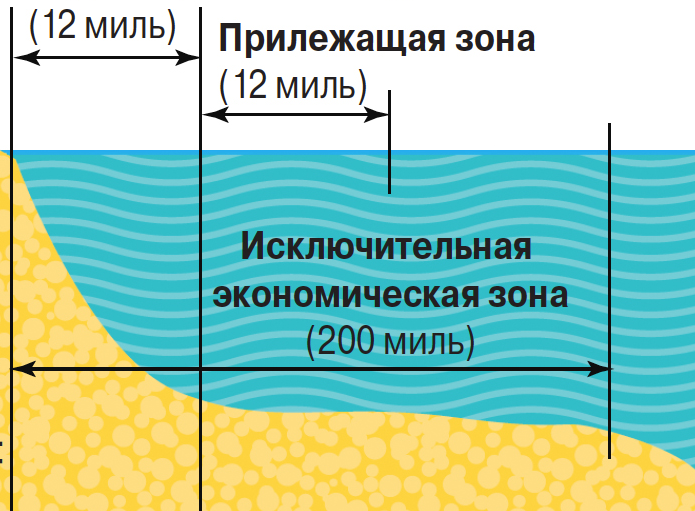 (12 миль)
Прилежащая зона
(12 миль)
Исключительная
экономическая зона
(200 миль)